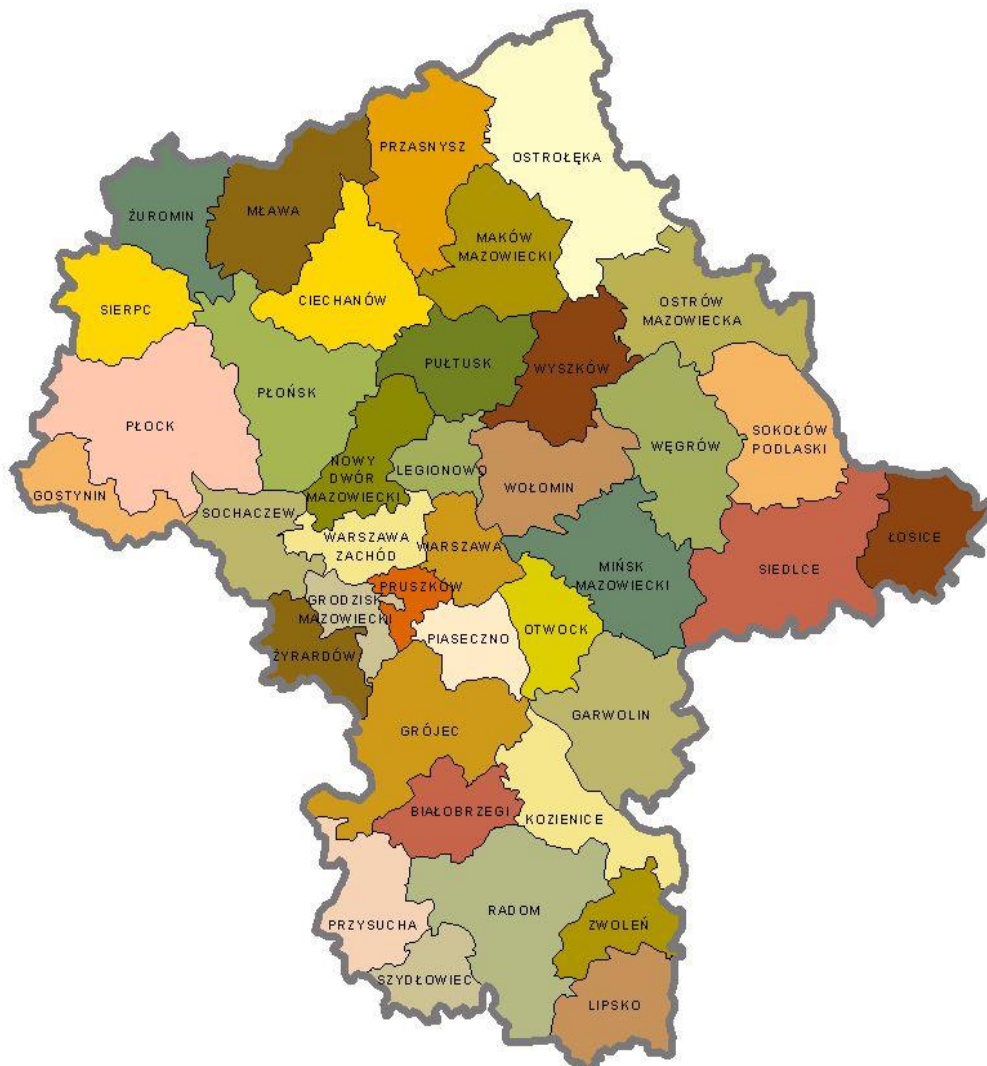 PRZASNYSZ
OSTROŁĘKA
ŻUROMIN
MŁAWA
MAKÓW
MAZOWIECKI
SIERPC
CIECHANÓW
OSTRÓW
MAZOWIECKA
PŁOCK
PŁOŃSK
PUŁTUSK
WYSZKÓW
WĘGRÓW
SOKOŁÓW
PODLASKI
GOSTYNIN
NOWY
DWÓR
MAZOWIECKI
LEGIONOWO
WOŁOMIN
SOCHACZEW
WARSZAWA
ZACHÓD
WARSZAWA
MIŃSK
MAZOWIECKI
SIEDLCE
ŁOSICE
GRODZISK
MAZOWIECKI
PRUSZKÓW
PIASECZNO
OTWOCK
ŻYRARDÓW
GARWOLIN
GRÓJEC
BIAŁOBRZEGI
KOZIENICE
PRZYSUCHA
RADOM
ZWOLEŃ
SZYDŁOWIEC
LIPSKO